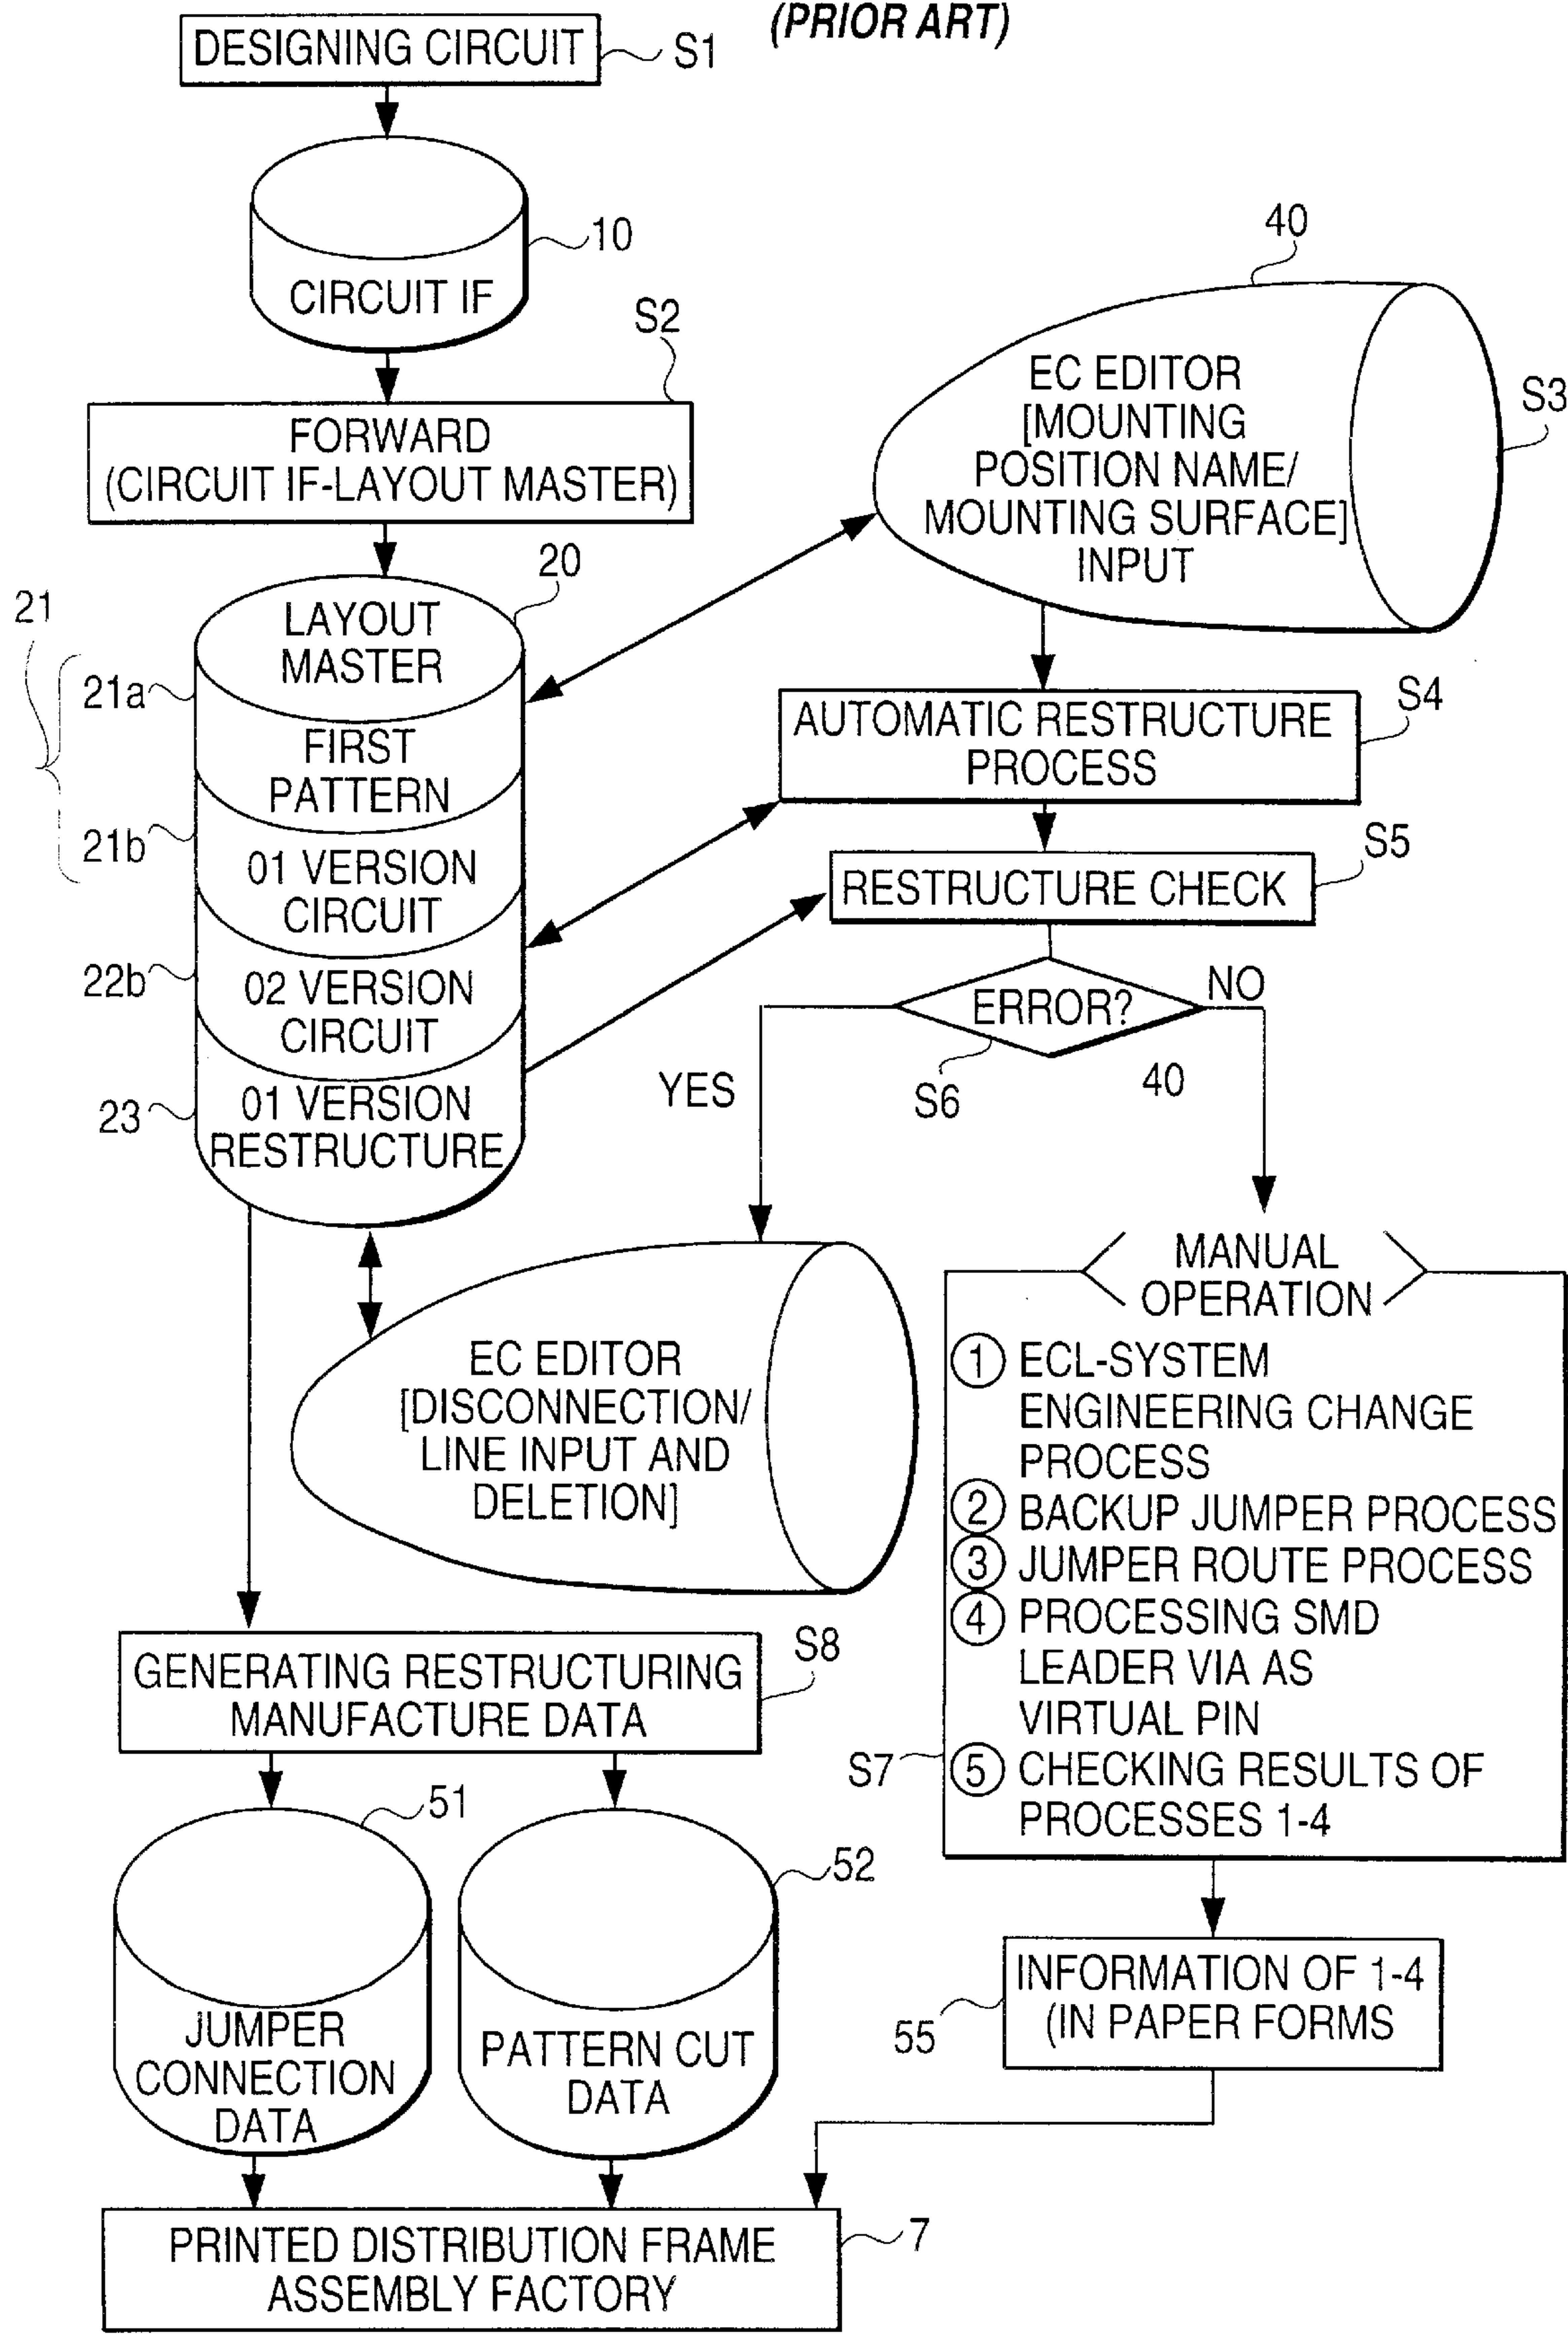 (PRIOR ART)
DESIGNING CIRCUIT
S1
10
CIRCUIT IF
S2
FORWARD
(CIRCUIT IF-LAYOUT MASTER)
40
EC EDITOR
[MOUNTING
POSITION NAME/
MOUNTING SURFACE]
INPUT
S3
20
LAYOUT
MASTER
21
21a
FIRST
PATTERN
21b
01 VERSION
CIRCUIT
22b
02 VERSION
CIRCUIT
23
01 VERSION
RESTRUCTURE
S4
AUTOMATIC RESTRUCTURE
PROCESS
S5
RESTRUCTURE CHECK
ERROR?
NO
YES
S6
40
EC EDITOR
[DISCONNECTION/
LINE INPUT AND
DELETION]
MANUAL
OPERATION
1 ECL-SYSTEM
ENGINEERING CHANGE
PROCESS
2 BACKUP JUMPER PROCESS
3 JUMPER ROUTE PROCESS
4 PROCESSING SMD
LEADER VIA AS
VIRTUAL PIN
5 CHECKING RESULTS OF
PROCESSES 1-4
S7
S8
GENERATING RESTRUCTURING
MANUFACTURE DATA
51
JUMPER
CONNECTION
DATA
52
PATTERN CUT
DATA
INFORMATION OF 1-4
(IN PAPER FORMS
55
PRINTED DISTRIBUTION FRAME
ASSEMBLY FACTORY
7